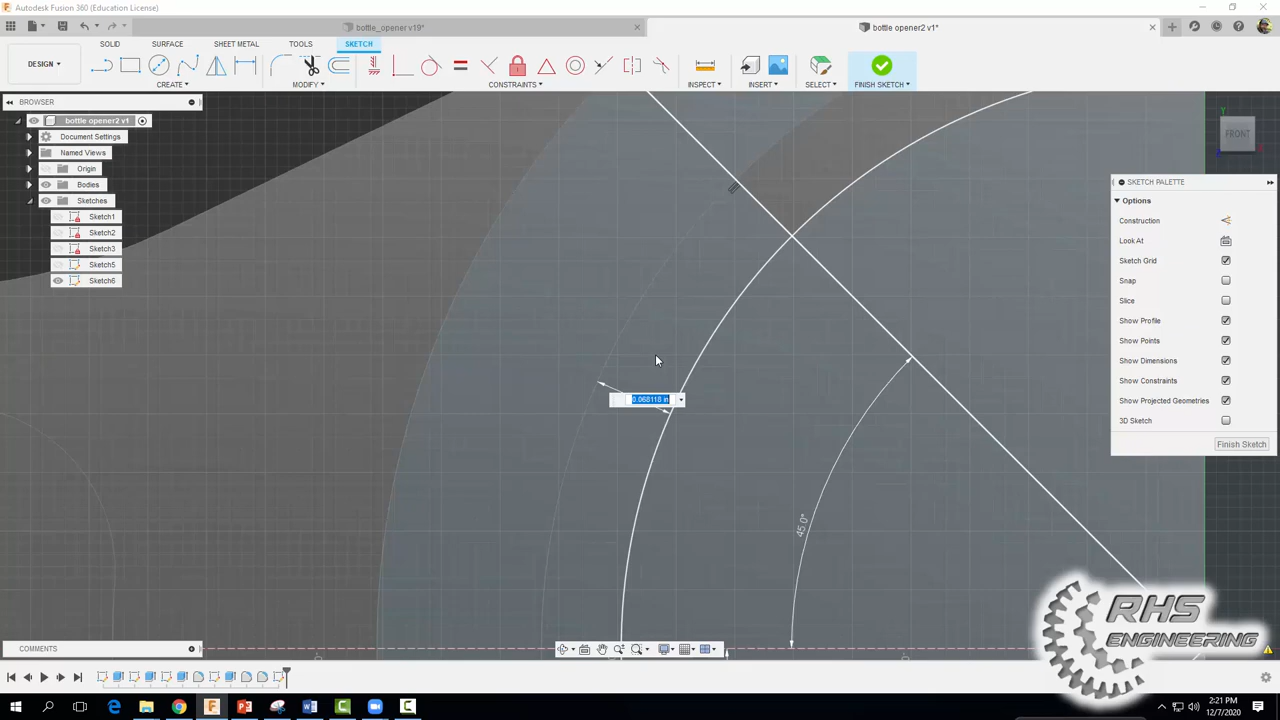 Autodesk Fusion 360 (Education License)
bottle_opener v19*
bottle opener2 v1*
DESIGN
SOLID
SURFACE
SHEET METAL
TOOLS
SKETCH
CREATE
MODIFY
CONSTRAINTS
INSPECT
INSERT
SELECT
FINISH SKETCH
BROWSER
bottle opener2 v1
Document Settings
Named Views
Origin
Bodies
Sketches
Sketch1
Sketch2
Sketch3
Sketch5
Sketch6
Y
FRONT
SKETCH PALETTE
Options
Construction
Look At
Sketch Grid
Snap
Slice
Show Profile
Show Points
Show Dimensions
Show Constraints
Show Projected Geometries
3D Sketch
Finish Sketch
0.068118 in
45.0°
RHS
ENGINEERING
COMMENTS
2:21 PM
12/7/2020